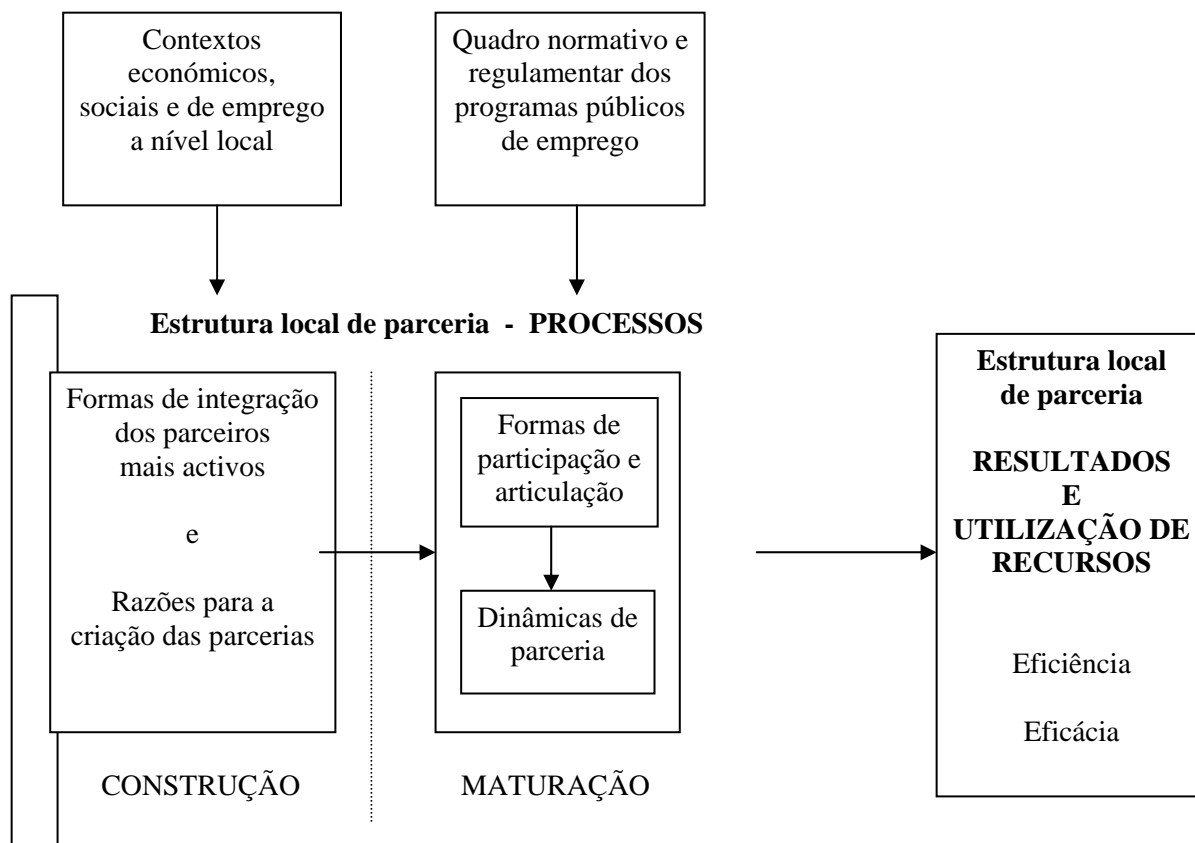 Contextos
económicos,
sociais e de emprego
a nível local
Quadro normativo e
regulamentar dos
programas públicos
de emprego
Estrutura local de parceria - PROCESSOS
Formas de integração
dos parceiros
mais activos
e
Razões para a
criação das parcerias
Formas de
participação e
articulação
Dinâmicas de
parceria
CONSTRUÇÃO
MATURAÇÃO
Estrutura local
de parceria
RESULTADOS
E
UTILIZAÇÃO DE
RECURSOS
Eficiência
Eficácia